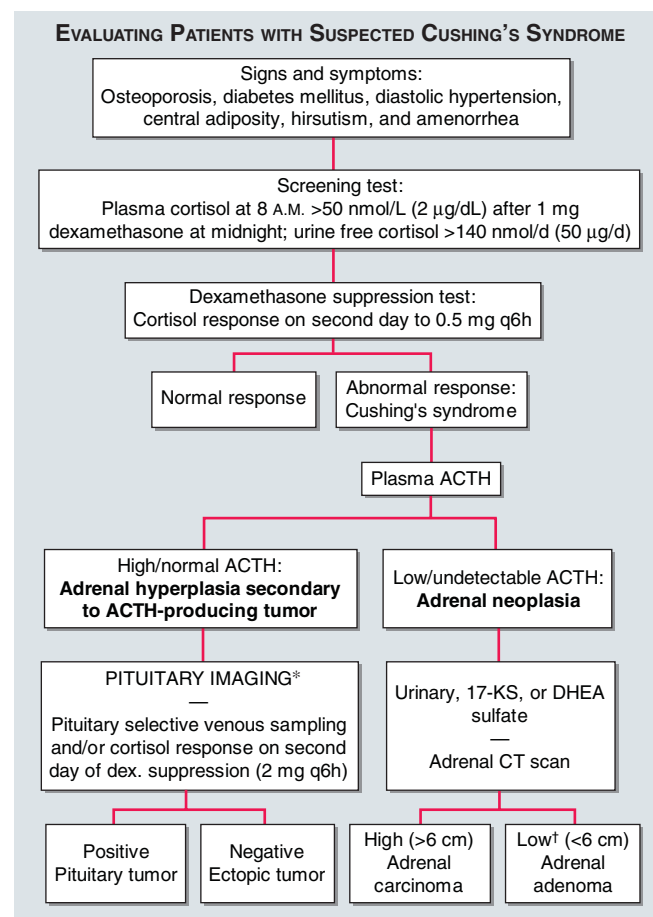 EVALUATING PATIENTS WITH SUSPECTED CUSHING'S SYNDROME
Signs and symptoms:
Osteoporosis, diabetes mellitus, diastolic hypertension,
central adiposity, hirsutism, and amenorrhea
Screening test:
Plasma cortisol at 8 A.M. >50 nmol/L (2 μg/dL) after 1 mg
dexamethasone at midnight; urine free cortisol >140 nmol/d (50 μg/d)
Dexamethasone suppression test:
Cortisol response on second day to 0.5 mg q6h
Normal response
Abnormal response:
Cushing's syndrome
Plasma ACTH
High/normal ACTH:
Adrenal hyperplasia secondary
to ACTH-producing tumor
Low/undetectable ACTH:
Adrenal neoplasia
PITUITARY IMAGING*
—
Pituitary selective venous sampling
and/or cortisol response on second
day of dex. suppression (2 mg q6h)
Urinary, 17-KS, or DHEA
sulfate
—
Adrenal CT scan
Positive
Pituitary tumor
Negative
Ectopic tumor
High (>6 cm)
Adrenal
carcinoma
Low† (<6 cm)
Adrenal
adenoma